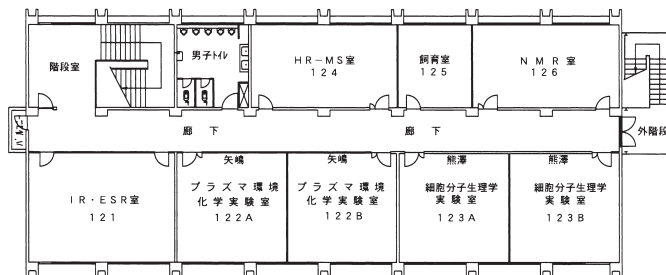 階段室
男子トイレ
HR-MS室
124
飼育室
125
NMR室
126
廊下
廊下
外階段
IR・ESR室
121
矢嶋
プラズマ環境
化学実験室
122A
矢嶋
プラズマ環境
化学実験室
122B
熊澤
細胞分子生理学
実験室
123A
熊澤
細胞分子生理学
実験室
123B